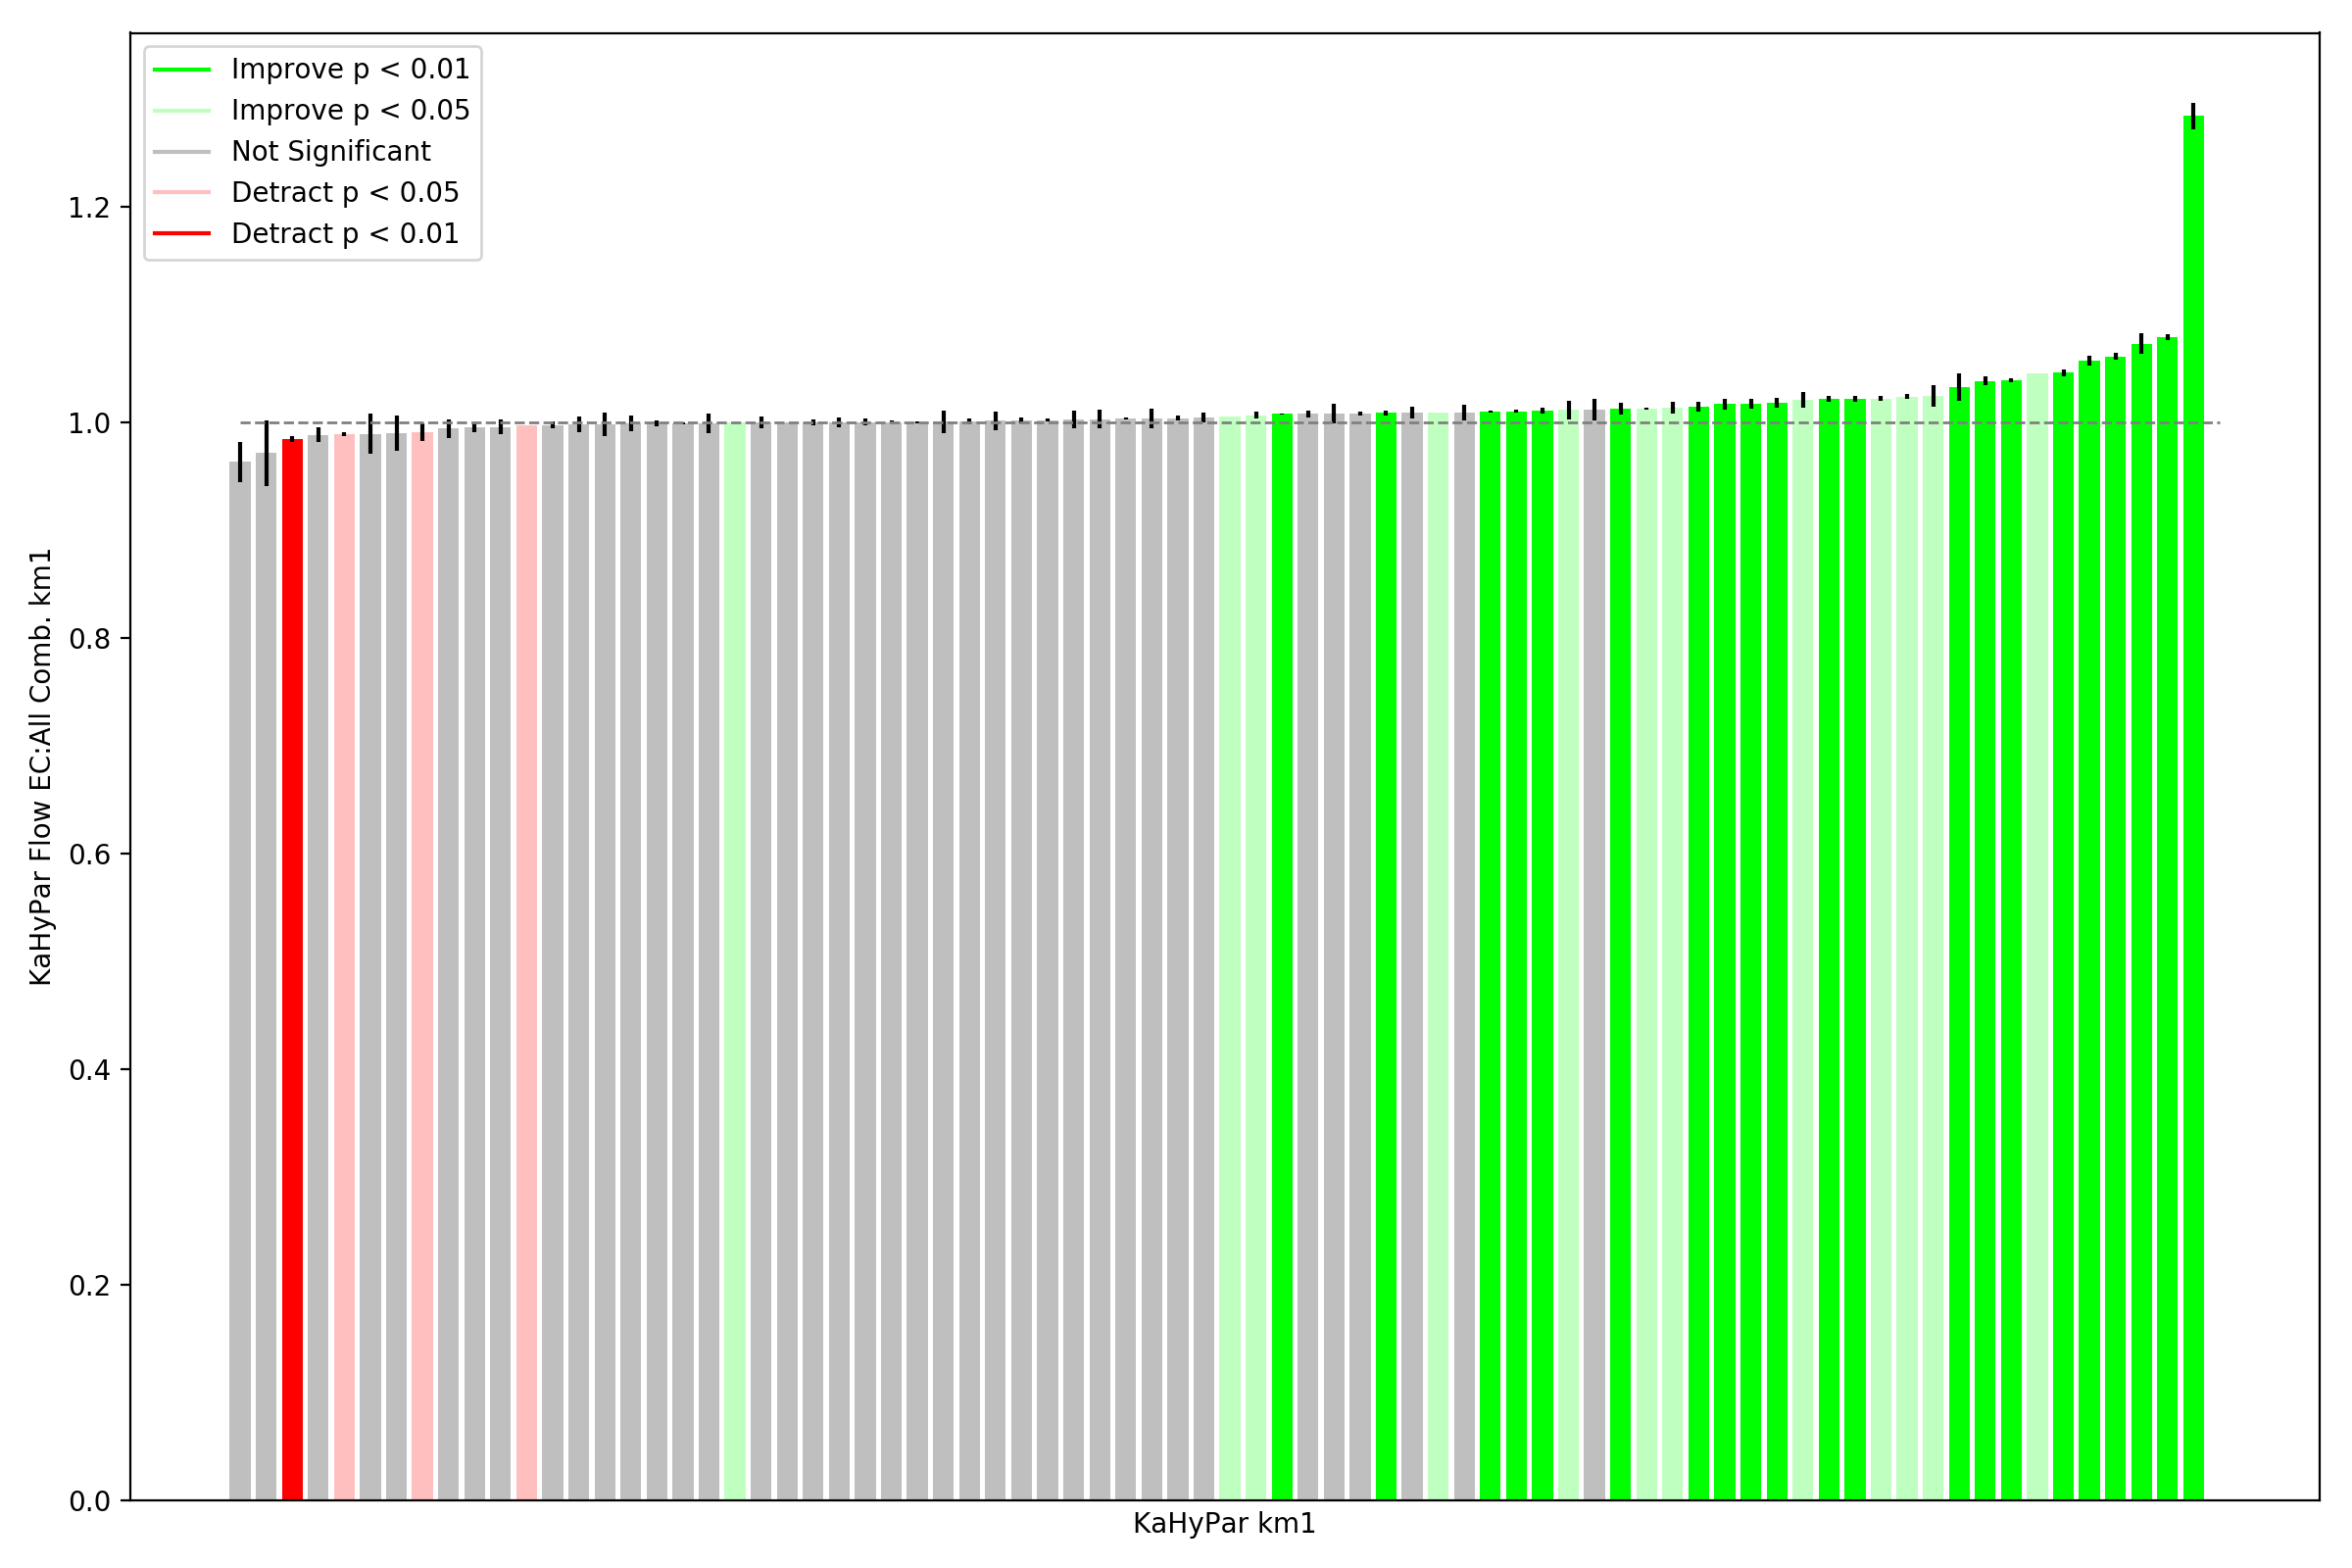 Improve p < 0.01
Improve p < 0.05
Not Significant
Detract p < 0.05
Detract p < 0.01
1.2
1.0
0.8
0.6
0.4
0.2
0.0
KaHyPar Flow EC:All Comb. km1
KaHyPar km1